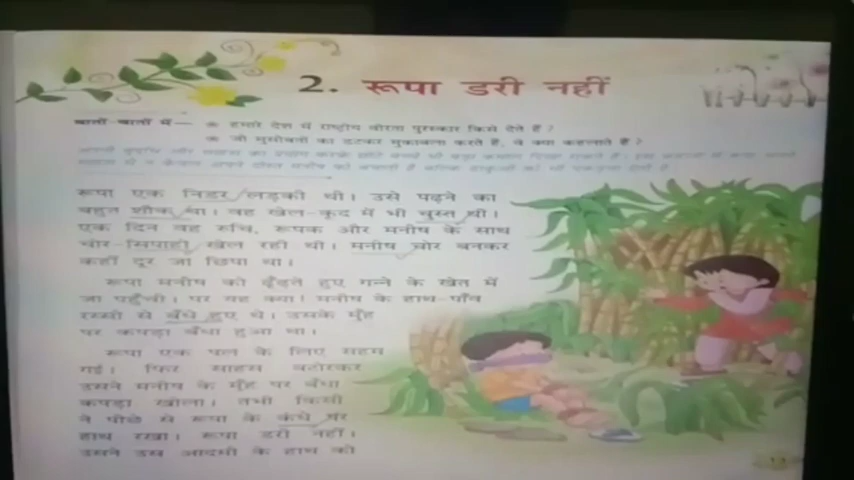 2. रूपा डरी नहीं
बातों-बातों में— हमारे देश में राष्ट्रीय वीरता पुरस्कार किसे देते हैं?
जो मुसीबतों का डटकर मुकाबला करते हैं, वे क्या कहलाते हैं?
रूपा एक निडर लड़की थी। उसे पढ़ने का
बहुत शौक था। वह खेल-कूद में भी चुस्त थी।
एक दिन वह रुचि, रूपक और मनीष के साथ
चोर-सिपाही खेल रही थी। मनीष चोर बनकर
कहीं दूर जा छिपा था।
रूपा मनीष को ढूँढ़ते हुए गन्ने के खेत में
जा पहुँची। पर यह क्या! मनीष के हाथ-पाँव
रस्सी से बँधे हुए थे। उसके मुँह
पर कपड़ा बँधा हुआ था।
रूपा एक पल के लिए सहम
गई। फिर साहस बटोरकर
उसने मनीष के मुँह पर बँधा
कपड़ा खोला। तभी किसी
ने पीछे से रूपा के कंधे पर
हाथ रखा। रूपा डरी नहीं।
उसने उस आदमी के हाथ को